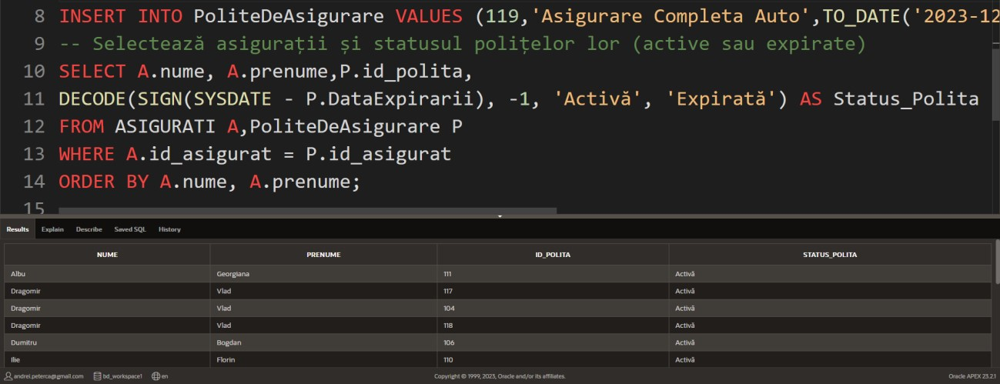 8 INSERT INTO PoliteDeAsigurare VALUES (119,'Asigurare Completa Auto',TO_DATE('2023-12
9 -- Selectează asigurații și statusul polițelor lor (active sau expirate)
10 SELECT A.nume, A.prenume,P.id_polita,
11 DECODE(SIGN(SYSDATE - P.DataExpirarii), -1, 'Activă', 'Expirată') AS Status_Polita
12 FROM ASIGURATI A,PoliteDeAsigurare P
13 WHERE A.id_asigurat = P.id_asigurat
14 ORDER BY A.nume, A.prenume;
15
Results Explain Describe Saved SQL History
NUME PRENUME ID_POLITA STATUS_POLITA
Albu Georgiana 111 Activă
Dragomir Vlad 117 Activă
Dragomir Vlad 104 Activă
Dragomir Vlad 118 Activă
Dumitru Bogdan 106 Activă
Ilie Florin 110 Activă
andrei.peterca@gmail.com bd_workspace1 en Copyright © 1999, 2023, Oracle and/or its affiliates. Oracle APEX 23.2.1